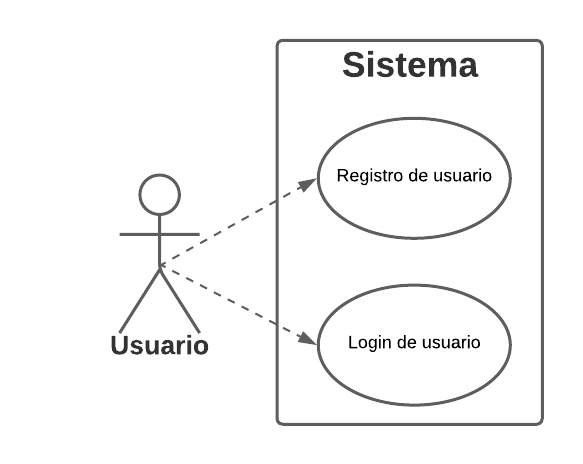 Sistema
Registro de usuario
Usuario
Login de usuario